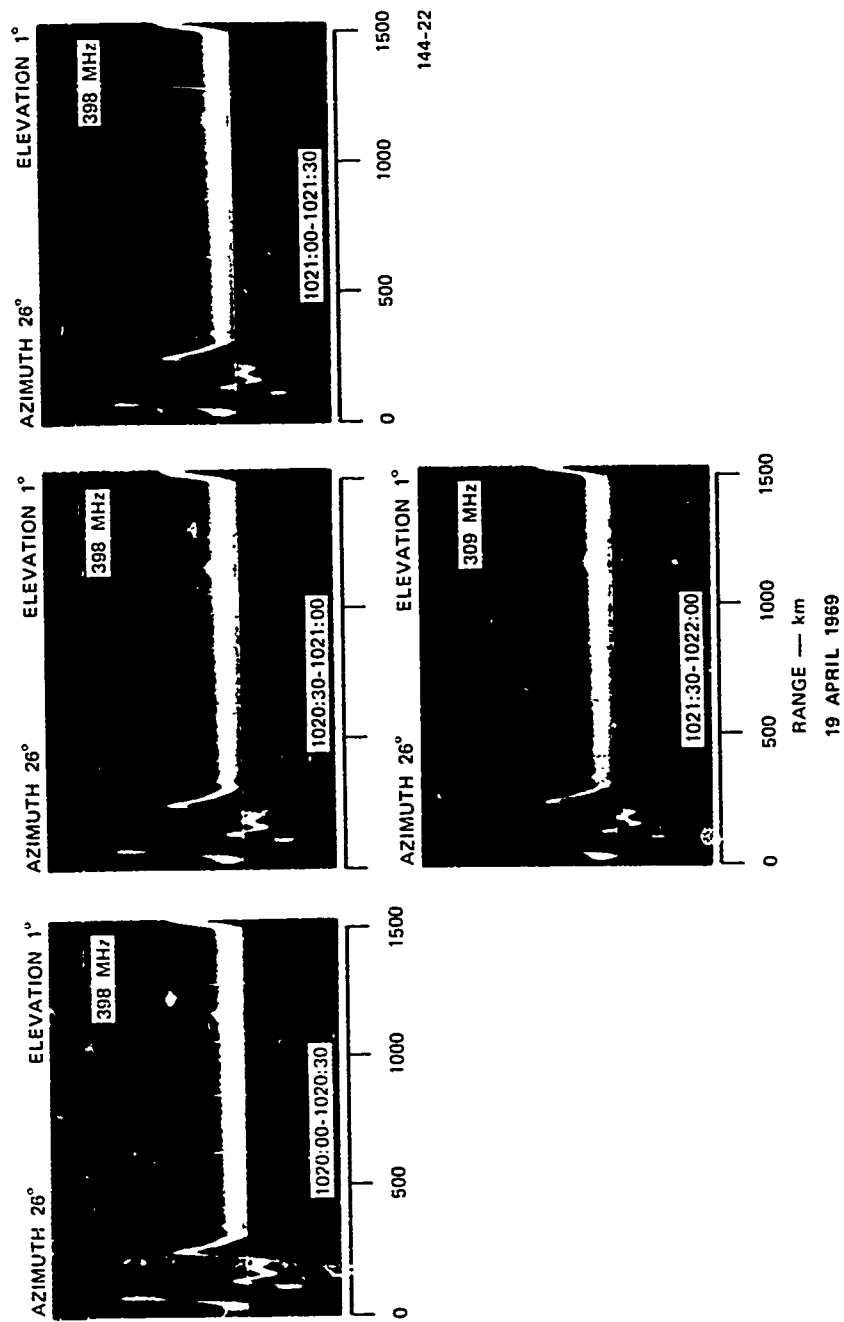 AZIMUTH 26° ELEVATION 1°
398 MHz
1020:00-1020:30
0 500 1000 1500
AZIMUTH 26° ELEVATION 1°
398 MHz
1020:30-1021:00
AZIMUTH 26° ELEVATION 1°
398 MHz
1021:00-1021:30
0 500 1000 1500
144-22
AZIMUTH 26° ELEVATION 1°
309 MHz
1021:30-1022:00
0 500 1000 1500
RANGE — km
19 APRIL 1969